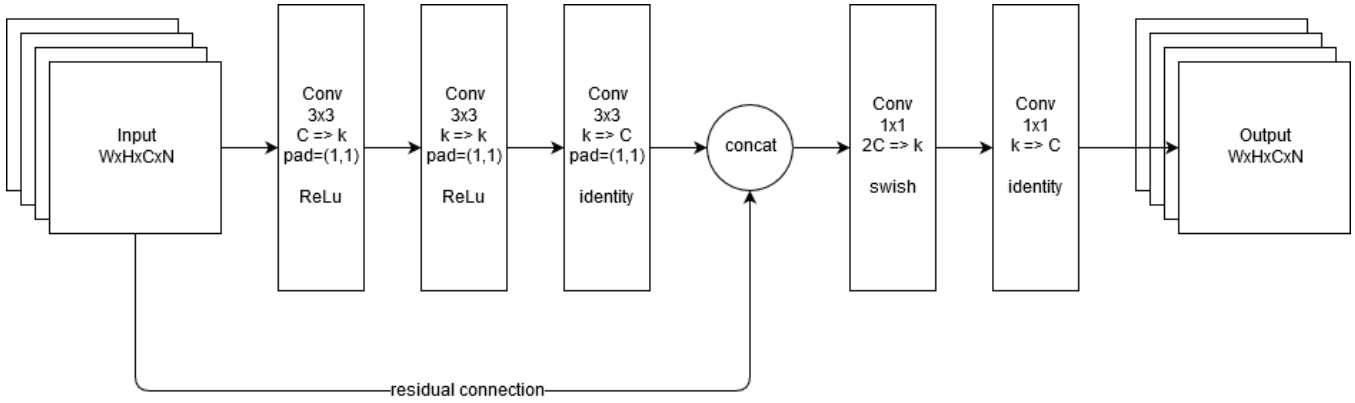 Input
WxHxCxN
Conv
3x3
C => k
pad=(1,1)
ReLu
Conv
3x3
k => k
pad=(1,1)
ReLu
Conv
3x3
k => C
pad=(1,1)
identity
concat
Conv
1x1
2C => k
swish
Conv
1x1
k => C
identity
Output
WxHxCxN
residual connection